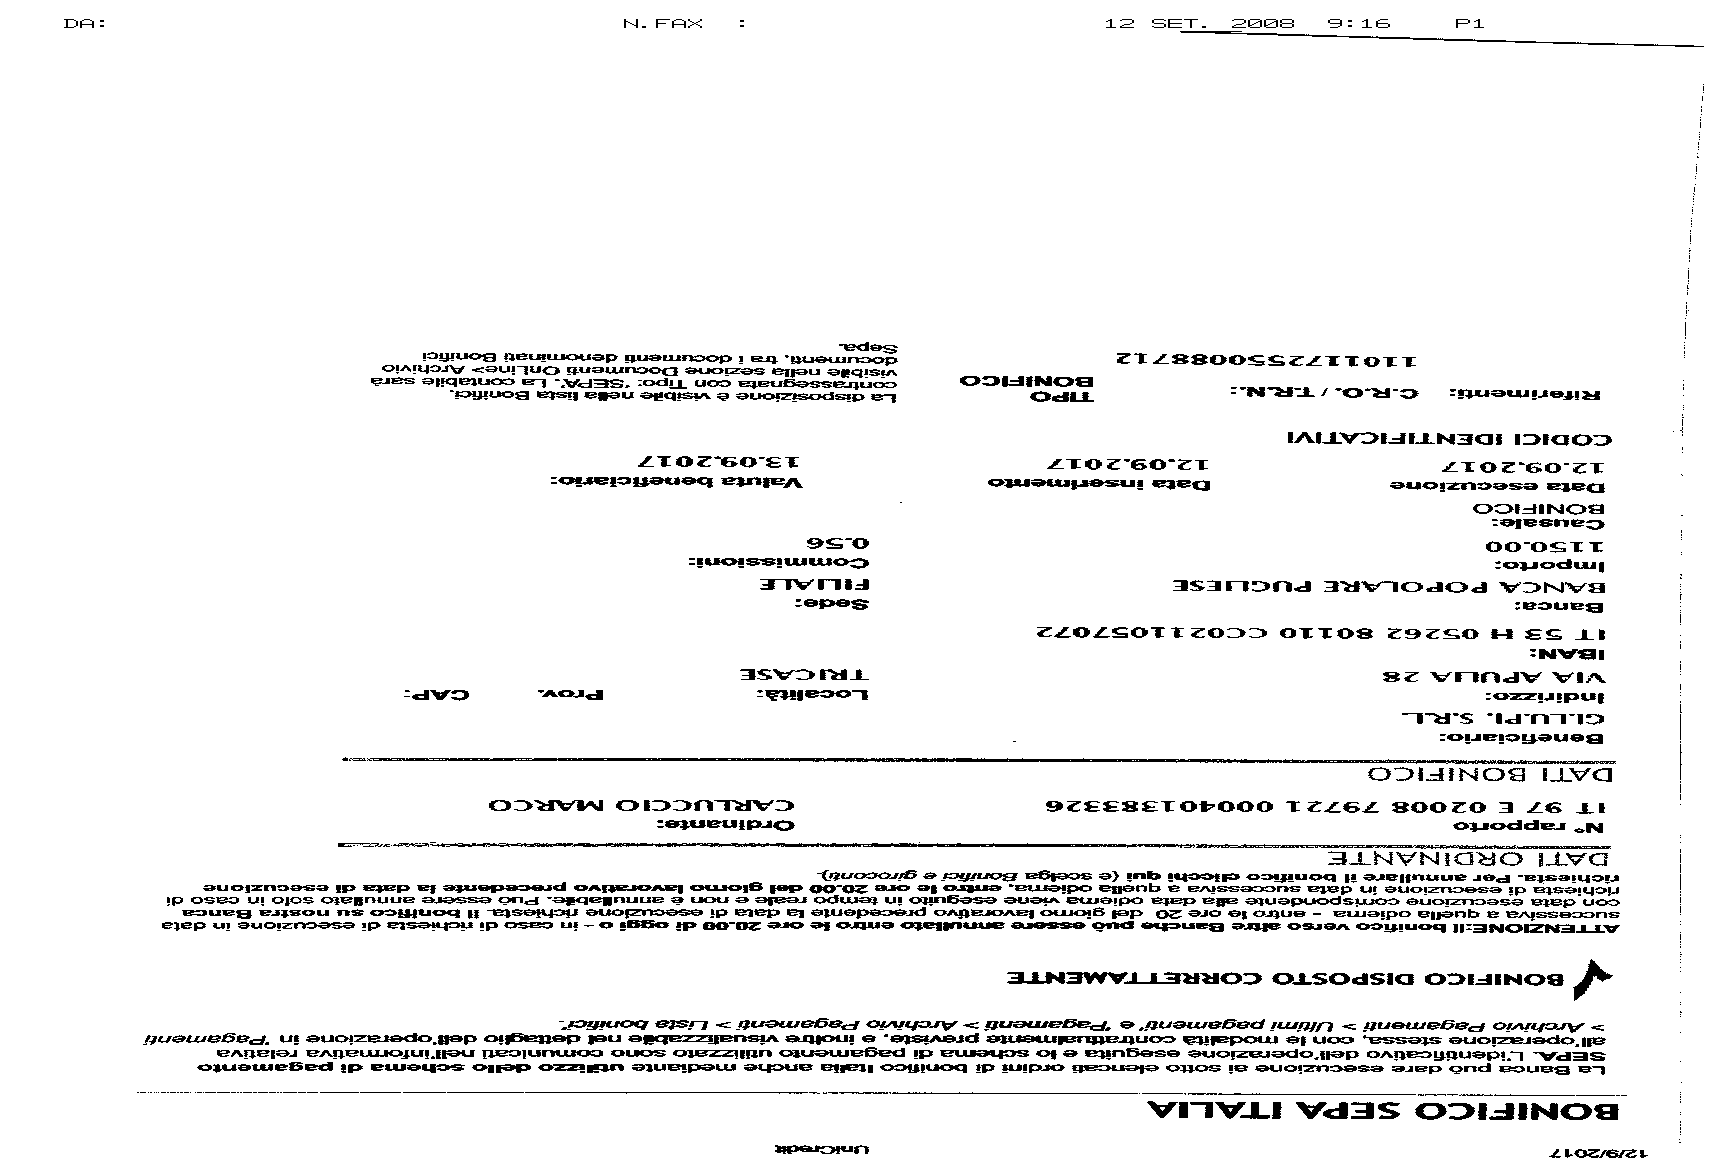 DA: N.FAX : 12 SET. 2008 9:16 P1
12/9/2017 UniCredit
BONIFICO SEPA ITALIA
La Banca può dare esecuzione ai sotto elencati ordini di bonifico Italia anche mediante utilizzo dello schema di pagamento
SEPA. L'identificativo dell'operazione eseguita e lo schema di pagamento utilizzato sono comunicati nell'informativa relativa
all'operazione stessa, con le modalità contrattualmente previste, e inoltre visualizzabile nel dettaglio dell'operazione in "Pagamenti
> Archivio Pagamenti > Ultimi pagamenti" e "Pagamenti > Archivio Pagamenti > Lista bonifici".
BONIFICO DISPOSTO CORRETTAMENTE
ATTENZIONE:Il bonifico verso altre Banche può essere annullato entro le ore 20.00 di oggi o - in caso di richiesta di esecuzione in data
successiva a quella odierna - entro le ore 20 del giorno lavorativo precedente la data di esecuzione richiesta. Il bonifico su nostra Banca
con data esecuzione corrispondente alla data odierna viene eseguito in tempo reale e non è annullabile. Può essere annullato solo in caso di
richiesta di esecuzione in data successiva a quella odierna, entro le ore 20.00 del giorno lavorativo precedente la data di esecuzione
richiesta. Per annullare il bonifico clicchi qui (e scelga Bonifici e giroconti).
DATI ORDINANTE
N° rapporto Ordinante:
IT 97 E 02008 79721 000401383326 CARLUCCIO MARCO
DATI BONIFICO
Beneficiario:
GI.LU.PI. S.R.L.
Indirizzo: Località: Prov. CAP:
VIA APULIA 28 TRICASE
IBAN:
IT 53 H 05262 80110 CC0211057072
Banca: Sede:
BANCA POPOLARE PUGLIESE FILIALE
Importo: Commissioni:
1150.00 0.56
Causale:
BONIFICO
Data esecuzione Data inserimento Valuta beneficiario:
12.09.2017 12.09.2017 13.09.2017
CODICI IDENTIFICATIVI
Riferimenti: C.R.O. / T.R.N.: TIPO BONIFICO
1101172550088712
La disposizione è visibile nella lista Bonifici,
contrassegnata con Tipo: "SEPA". La contabile sarà
visibile nella sezione Documenti OnLine> Archivio
documenti, tra i documenti denominati Bonifici
Sepa.